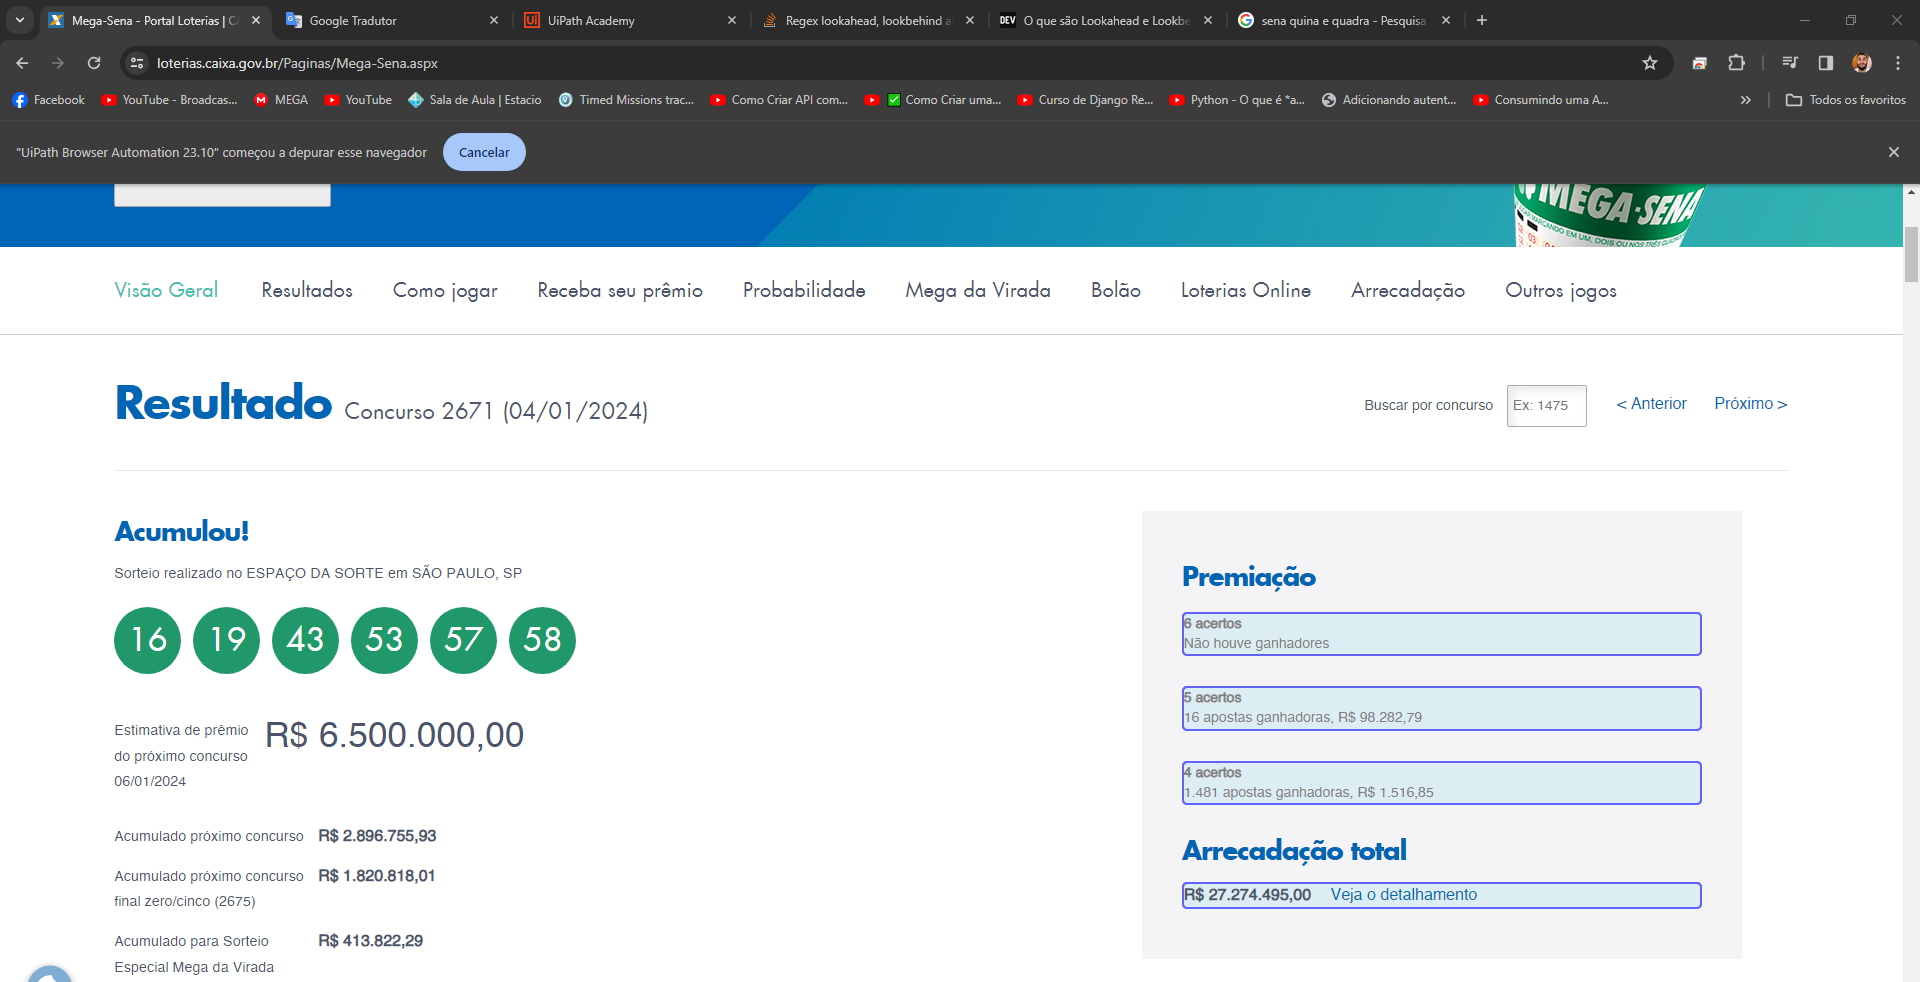 Mega-Sena - Portal Loterias | C
Google Tradutor
UiPath Academy
Regex lookahead, lookbehind a
O que são Lookahead e Lookbe
sena quina e quadra - Pesquisa
loterias.caixa.gov.br/Paginas/Mega-Sena.aspx
Facebook
YouTube - Broadcas...
MEGA
YouTube
Sala de Aula | Estacio
Timed Missions trac...
Como Criar API com...
Como Criar uma...
Curso de Django Re...
Python - O que é *a...
Adicionando autent...
Consumindo uma A...
Todos os favoritos
"UiPath Browser Automation 23.10" começou a depurar esse navegador
Cancelar
MEGA-SENA
MARCANDO EM UM, DOIS OU NOS TRÊS
Visão Geral
Resultados
Como jogar
Receba seu prêmio
Probabilidade
Mega da Virada
Bolão
Loterias Online
Arrecadação
Outros jogos
Resultado Concurso 2671 (04/01/2024)
Buscar por concurso
Ex: 1475
< Anterior
Próximo >
Acumulou!
Sorteio realizado no ESPAÇO DA SORTE em SÃO PAULO, SP
16 19 43 53 57 58
Estimativa de prêmio
do próximo concurso
06/01/2024
R$ 6.500.000,00
Acumulado próximo concurso R$ 2.896.755,93
Acumulado próximo concurso R$ 1.820.818,01
final zero/cinco (2675)
Acumulado para Sorteio R$ 413.822,29
Especial Mega da Virada
Premiação
6 acertos
Não houve ganhadores
5 acertos
16 apostas ganhadoras, R$ 98.282,79
4 acertos
1.481 apostas ganhadoras, R$ 1.516,85
Arrecadação total
R$ 27.274.495,00 Veja o detalhamento